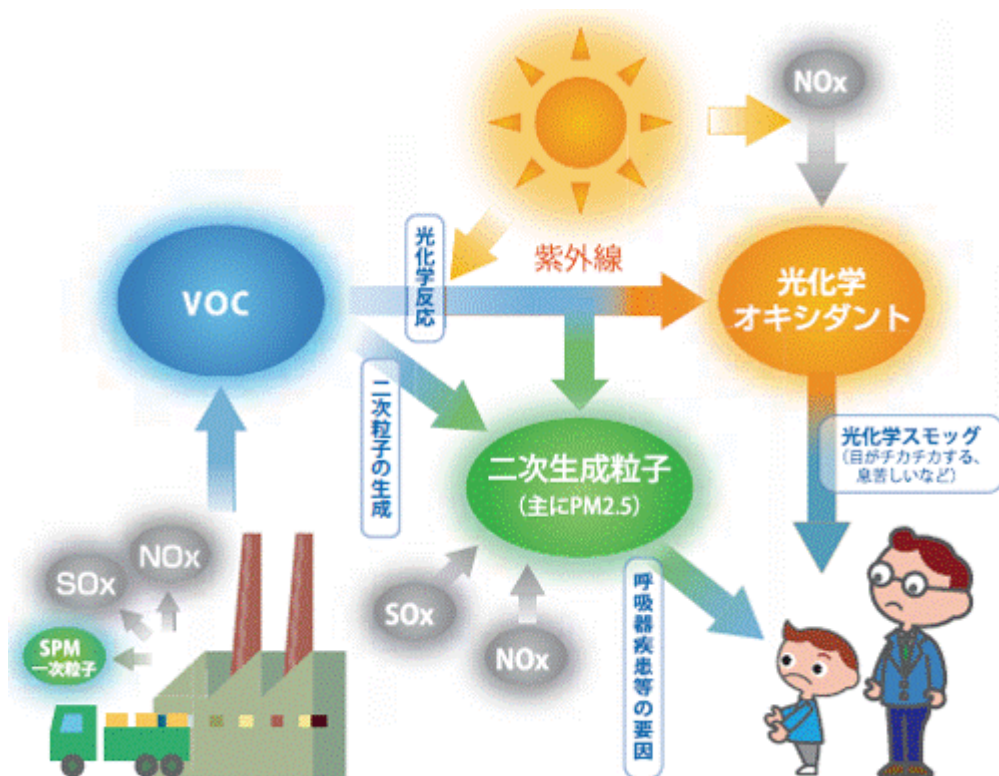 NOx
光化学反応
紫外線
VOC
光化学
オキシダント
二次粒子の生成
二次生成粒子
（主にPM2.5）
光化学スモッグ
（目がチカチカする、
息苦しいなど）
NOx
SOx
SPM
一次粒子
SOx
NOx
呼吸器疾患等の要因